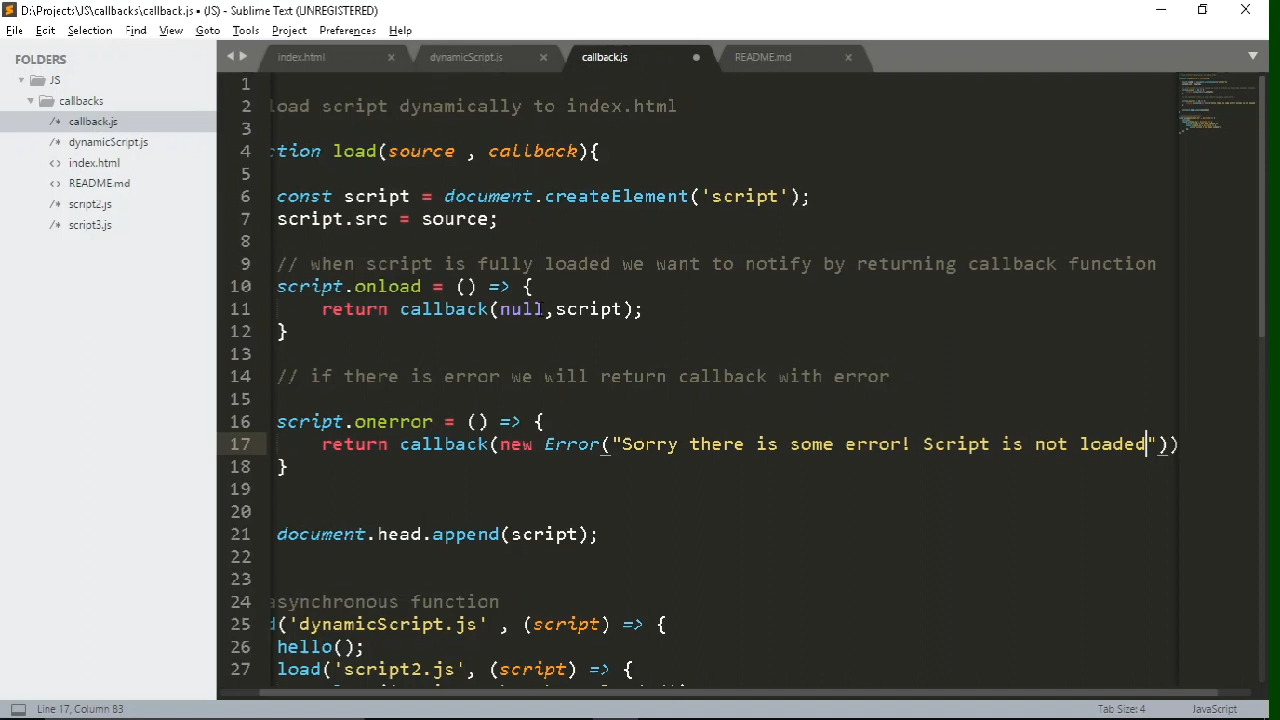 D:\Projects\JS\callbacks\callback.js • (JS) - Sublime Text (UNREGISTERED)
File Edit Selection Find View Goto Tools Project Preferences Help
FOLDERS
JS
callbacks
/* callback.js
/* dynamicScript.js
<> index.html
<> README.md
/* script2.js
/* script3.js
index.html dynamicScript.js callback.js README.md
1
2 load script dynamically to index.html
3
4 ction load(source , callback){
5
6 const script = document.createElement('script');
7 script.src = source;
8
9 // when script is fully loaded we want to notify by returning callback function
10 script.onload = () => {
11 return callback(null,script);
12 }
13
14 // if there is error we will return callback with error
15
16 script.onerror = () => {
17 return callback(new Error("Sorry there is some error! Script is not loaded"))
18 }
19
20
21 document.head.append(script);
22
23
24 asynchronous function
25 d('dynamicScript.js' , (script) => {
26 hello();
27 load('script2.js', (script) => {
Line 17, Column 83
Tab Size: 4
JavaScript